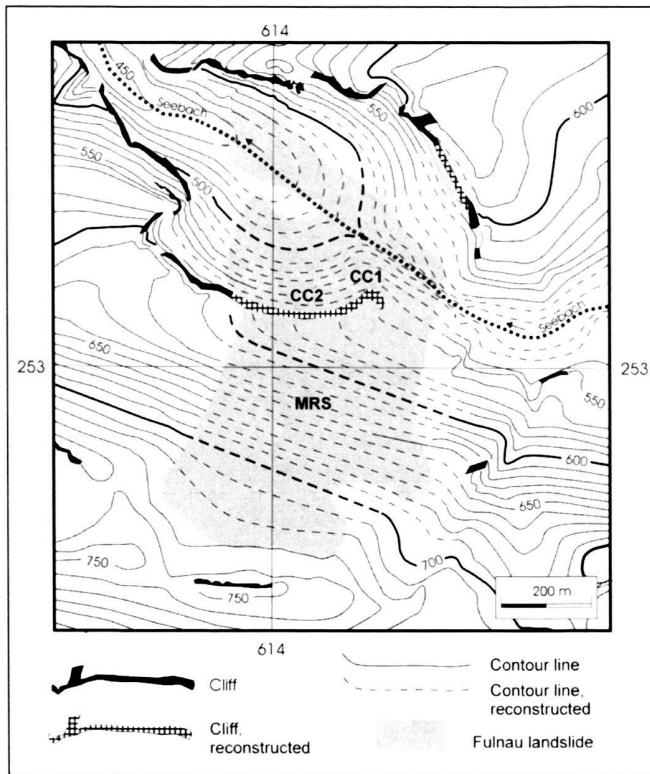 614
450
Seebach
550
600
550
500
CC1
CC2
Seebach
650
253
253
MRS
550
600
650
700
750
750
200 m
614
Cliff
Contour line
Contour line,
reconstructed
Cliff,
reconstructed
Fulnau landslide